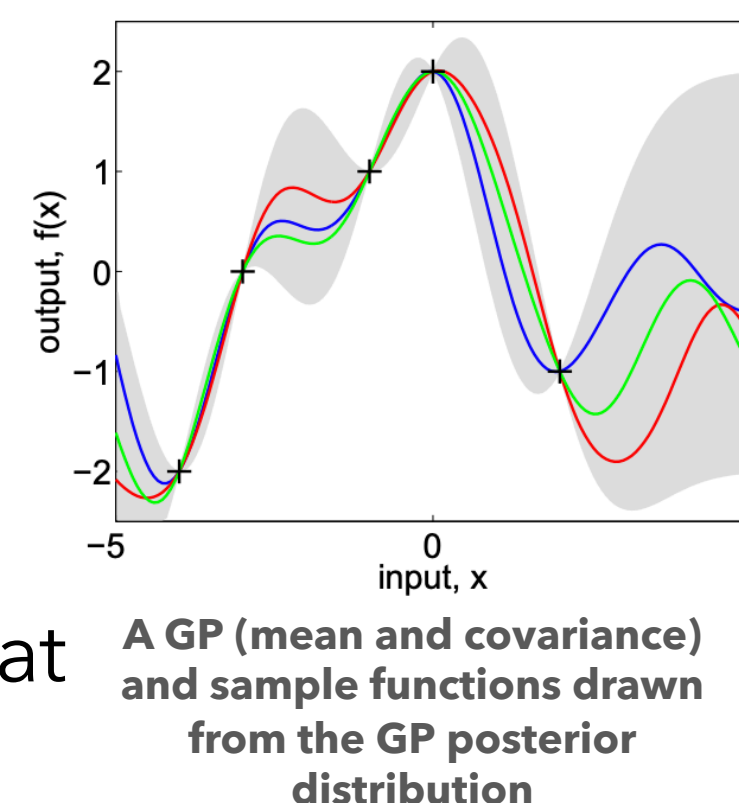 2
1
0
−1
−2
output, f(x)
−5
0
input, x
at
A GP (mean and covariance)
and sample functions drawn
from the GP posterior
distribution